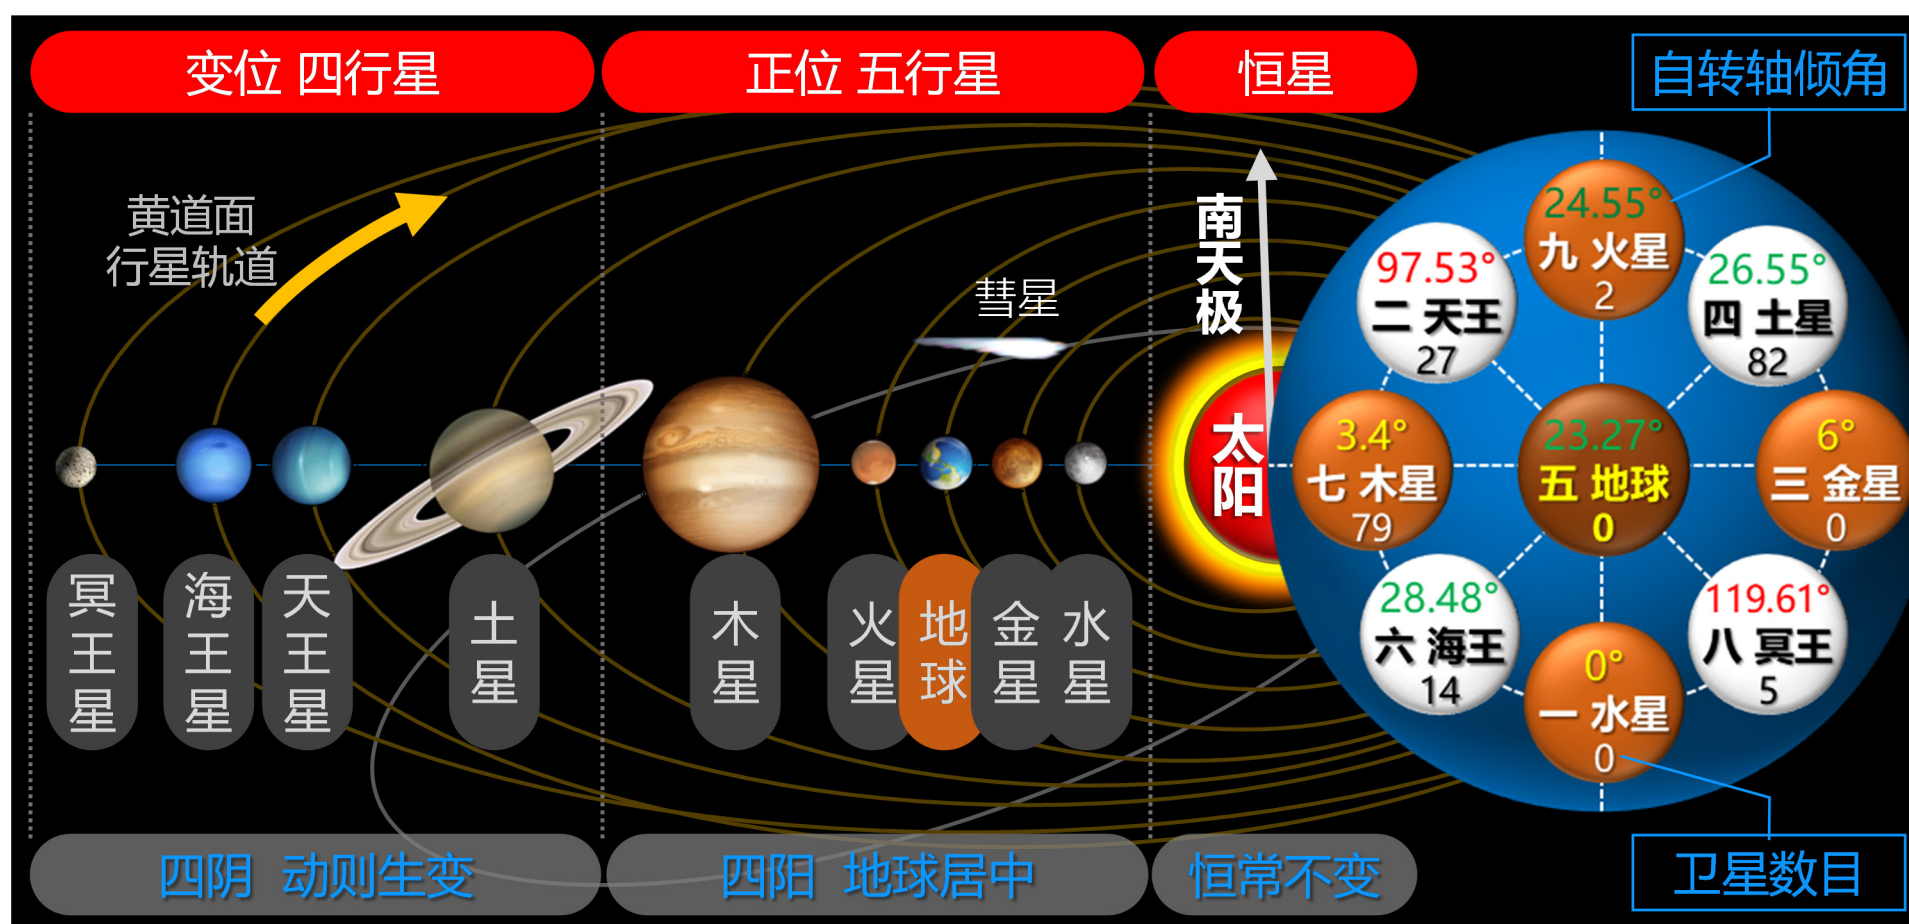 变位 四行星
正位 五行星
恒星
自转轴倾角
黄道面
行星轨道
彗星
南天极
太阳
24.55°
九 火星
2
97.53°
二 天王
27
26.55°
四 土星
82
3.4°
七 木星
79
23.27°
五 地球
0
6°
三 金星
0
28.48°
六 海王
14
119.61°
八 冥王
5
0°
一 水星
0
冥王星
海王星
天王星
土星
木星
火星
地球
金星
水星
四阴 动则生变
四阳 地球居中
恒常不变
卫星数目